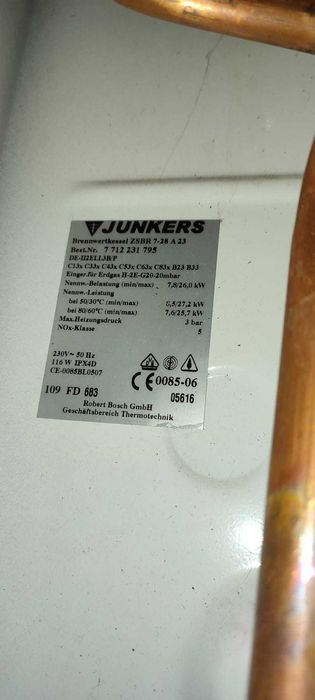 JUNKERS
Brennwertkessel ZSBR 7-28 A 23
Best.Nr. 7 712 231 795
DE-II2ELL3B/P
C13x C33x C43x C53x C63x C83x B23 B33
Einger.für Erdgas H-2E-G20-20mbar
Nennw.-Belastung (min/max) 7,8/26,0 kW
Nennw.-Leistung
bei 50/30°C (min/max) 8,5/27,2 kW
bei 80/60°C (min/max) 7,6/25,7 kW
Max.Heizungsdruck 3 bar
NOx-Klasse 5
230V~ 50 Hz
116 W IPX4D
CE-0085BL0507
CE 0085-06
109 FD 683 05616
Robert Bosch GmbH
Geschäftsbereich Thermotechnik